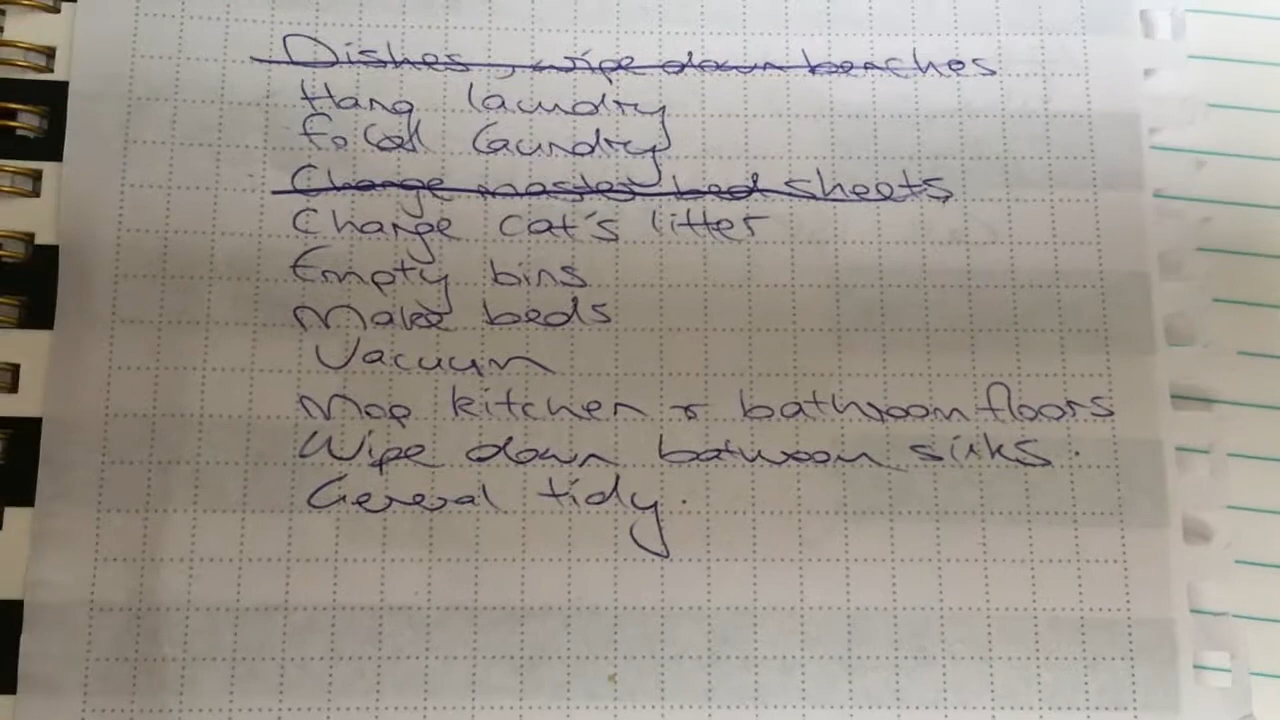 Dishes, wipe down benches
Hang laundry
Fold laundry
Change master bed sheets
Change cat's litter
Empty bins
Make beds
Vacuum
Mop kitchen & bathroom floors
Wipe down bathroom sinks.
General tidy.